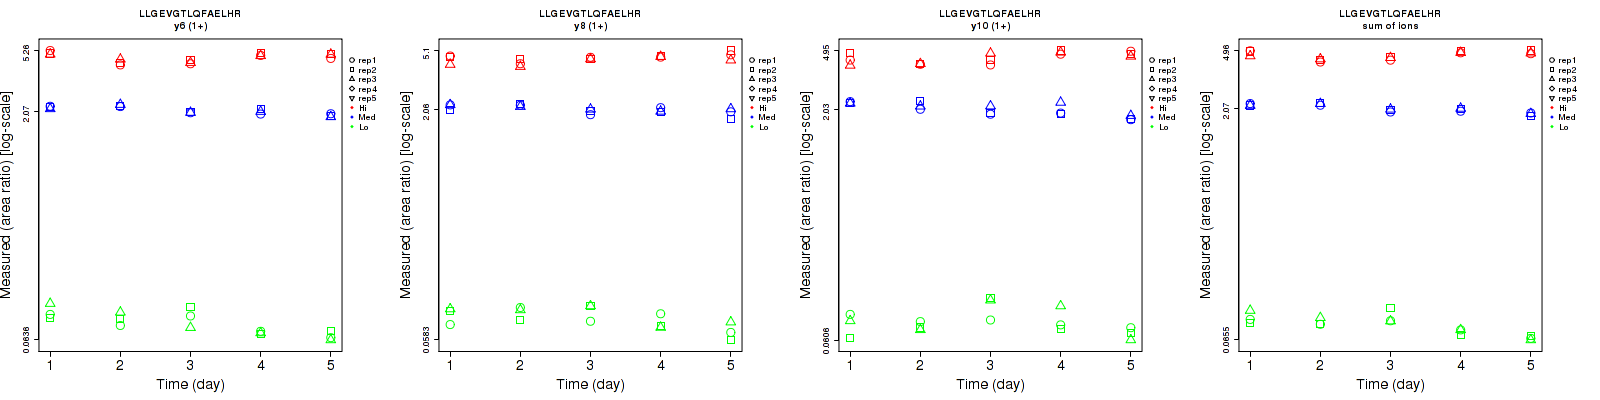 LLGEVGTLQFAELHR
y6 (1+)
Measured (area ratio) [log-scale]
5.26
2.07
0.0636
1 2 3 4 5
Time (day)
rep1
rep2
rep3
rep4
rep5
Hi
Med
Lo
LLGEVGTLQFAELHR
y8 (1+)
Measured (area ratio) [log-scale]
5.1
2.06
0.0583
1 2 3 4 5
Time (day)
rep1
rep2
rep3
rep4
rep5
Hi
Med
Lo
LLGEVGTLQFAELHR
y10 (1+)
Measured (area ratio) [log-scale]
4.95
2.03
0.0606
1 2 3 4 5
Time (day)
rep1
rep2
rep3
rep4
rep5
Hi
Med
Lo
LLGEVGTLQFAELHR
sum of ions
Measured (area ratio) [log-scale]
4.96
2.07
0.0655
1 2 3 4 5
Time (day)
rep1
rep2
rep3
rep4
rep5
Hi
Med
Lo